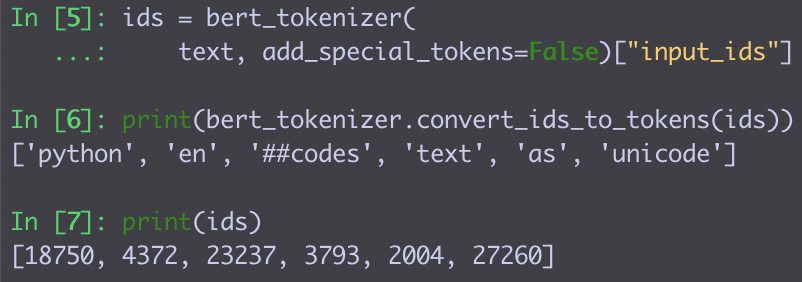 In [5]: ids = bert_tokenizer(
   ...:     text, add_special_tokens=False)["input_ids"]
In [6]: print(bert_tokenizer.convert_ids_to_tokens(ids))
['python', 'en', '##codes', 'text', 'as', 'unicode']
In [7]: print(ids)
[18750, 4372, 23237, 3793, 2004, 27260]